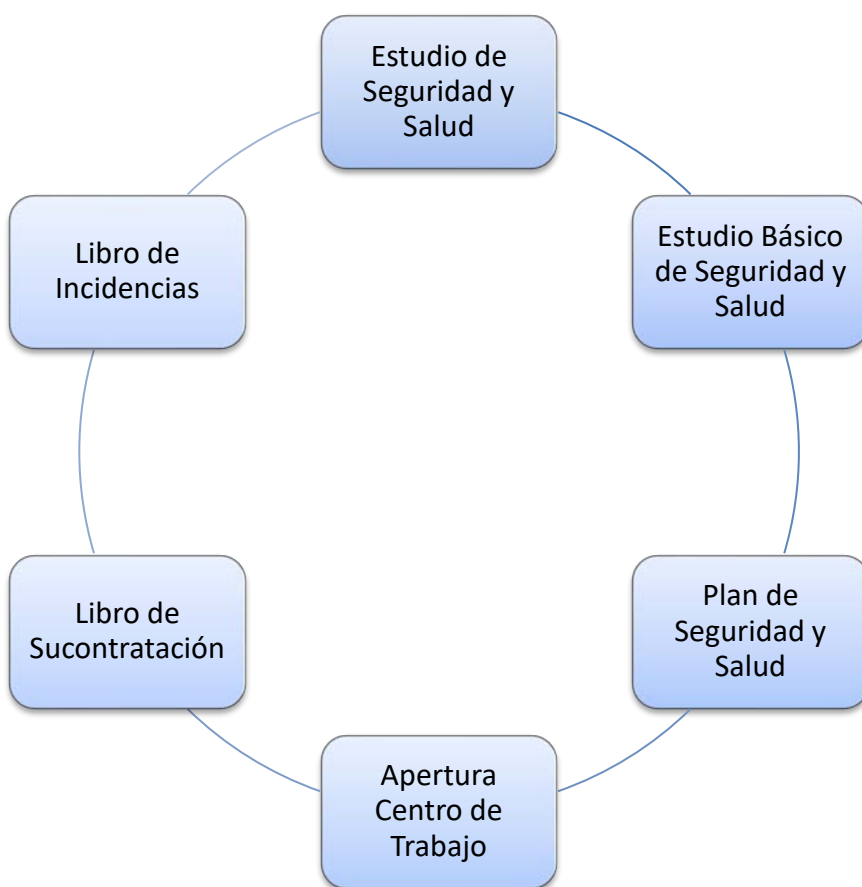 Estudio de
Seguridad y
Salud
Estudio Básico
de Seguridad y
Salud
Plan de
Seguridad y
Salud
Apertura
Centro de
Trabajo
Libro de
Sucontratación
Libro de
Incidencias